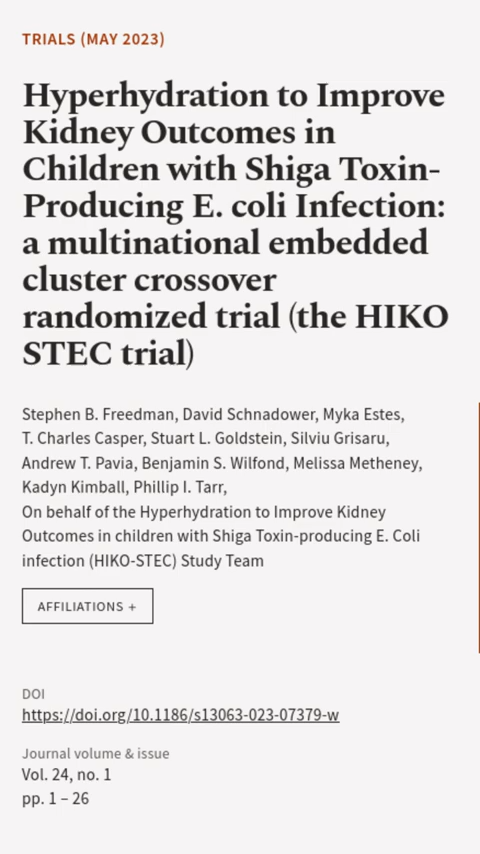 TRIALS (MAY 2023)
Hyperhydration to Improve
Kidney Outcomes in
Children with Shiga Toxin-
Producing E. coli Infection:
a multinational embedded
cluster crossover
randomized trial (the HIKO
STEC trial)
Stephen B. Freedman, David Schnadower, Myka Estes,
T. Charles Casper, Stuart L. Goldstein, Silviu Grisaru,
Andrew T. Pavia, Benjamin S. Wilfond, Melissa Metheney,
Kadyn Kimball, Phillip I. Tarr,
On behalf of the Hyperhydration to Improve Kidney
Outcomes in children with Shiga Toxin-producing E. Coli
infection (HIKO-STEC) Study Team
AFFILIATIONS +
DOI
https://doi.org/10.1186/s13063-023-07379-w
Journal volume & issue
Vol. 24, no. 1
pp. 1 – 26